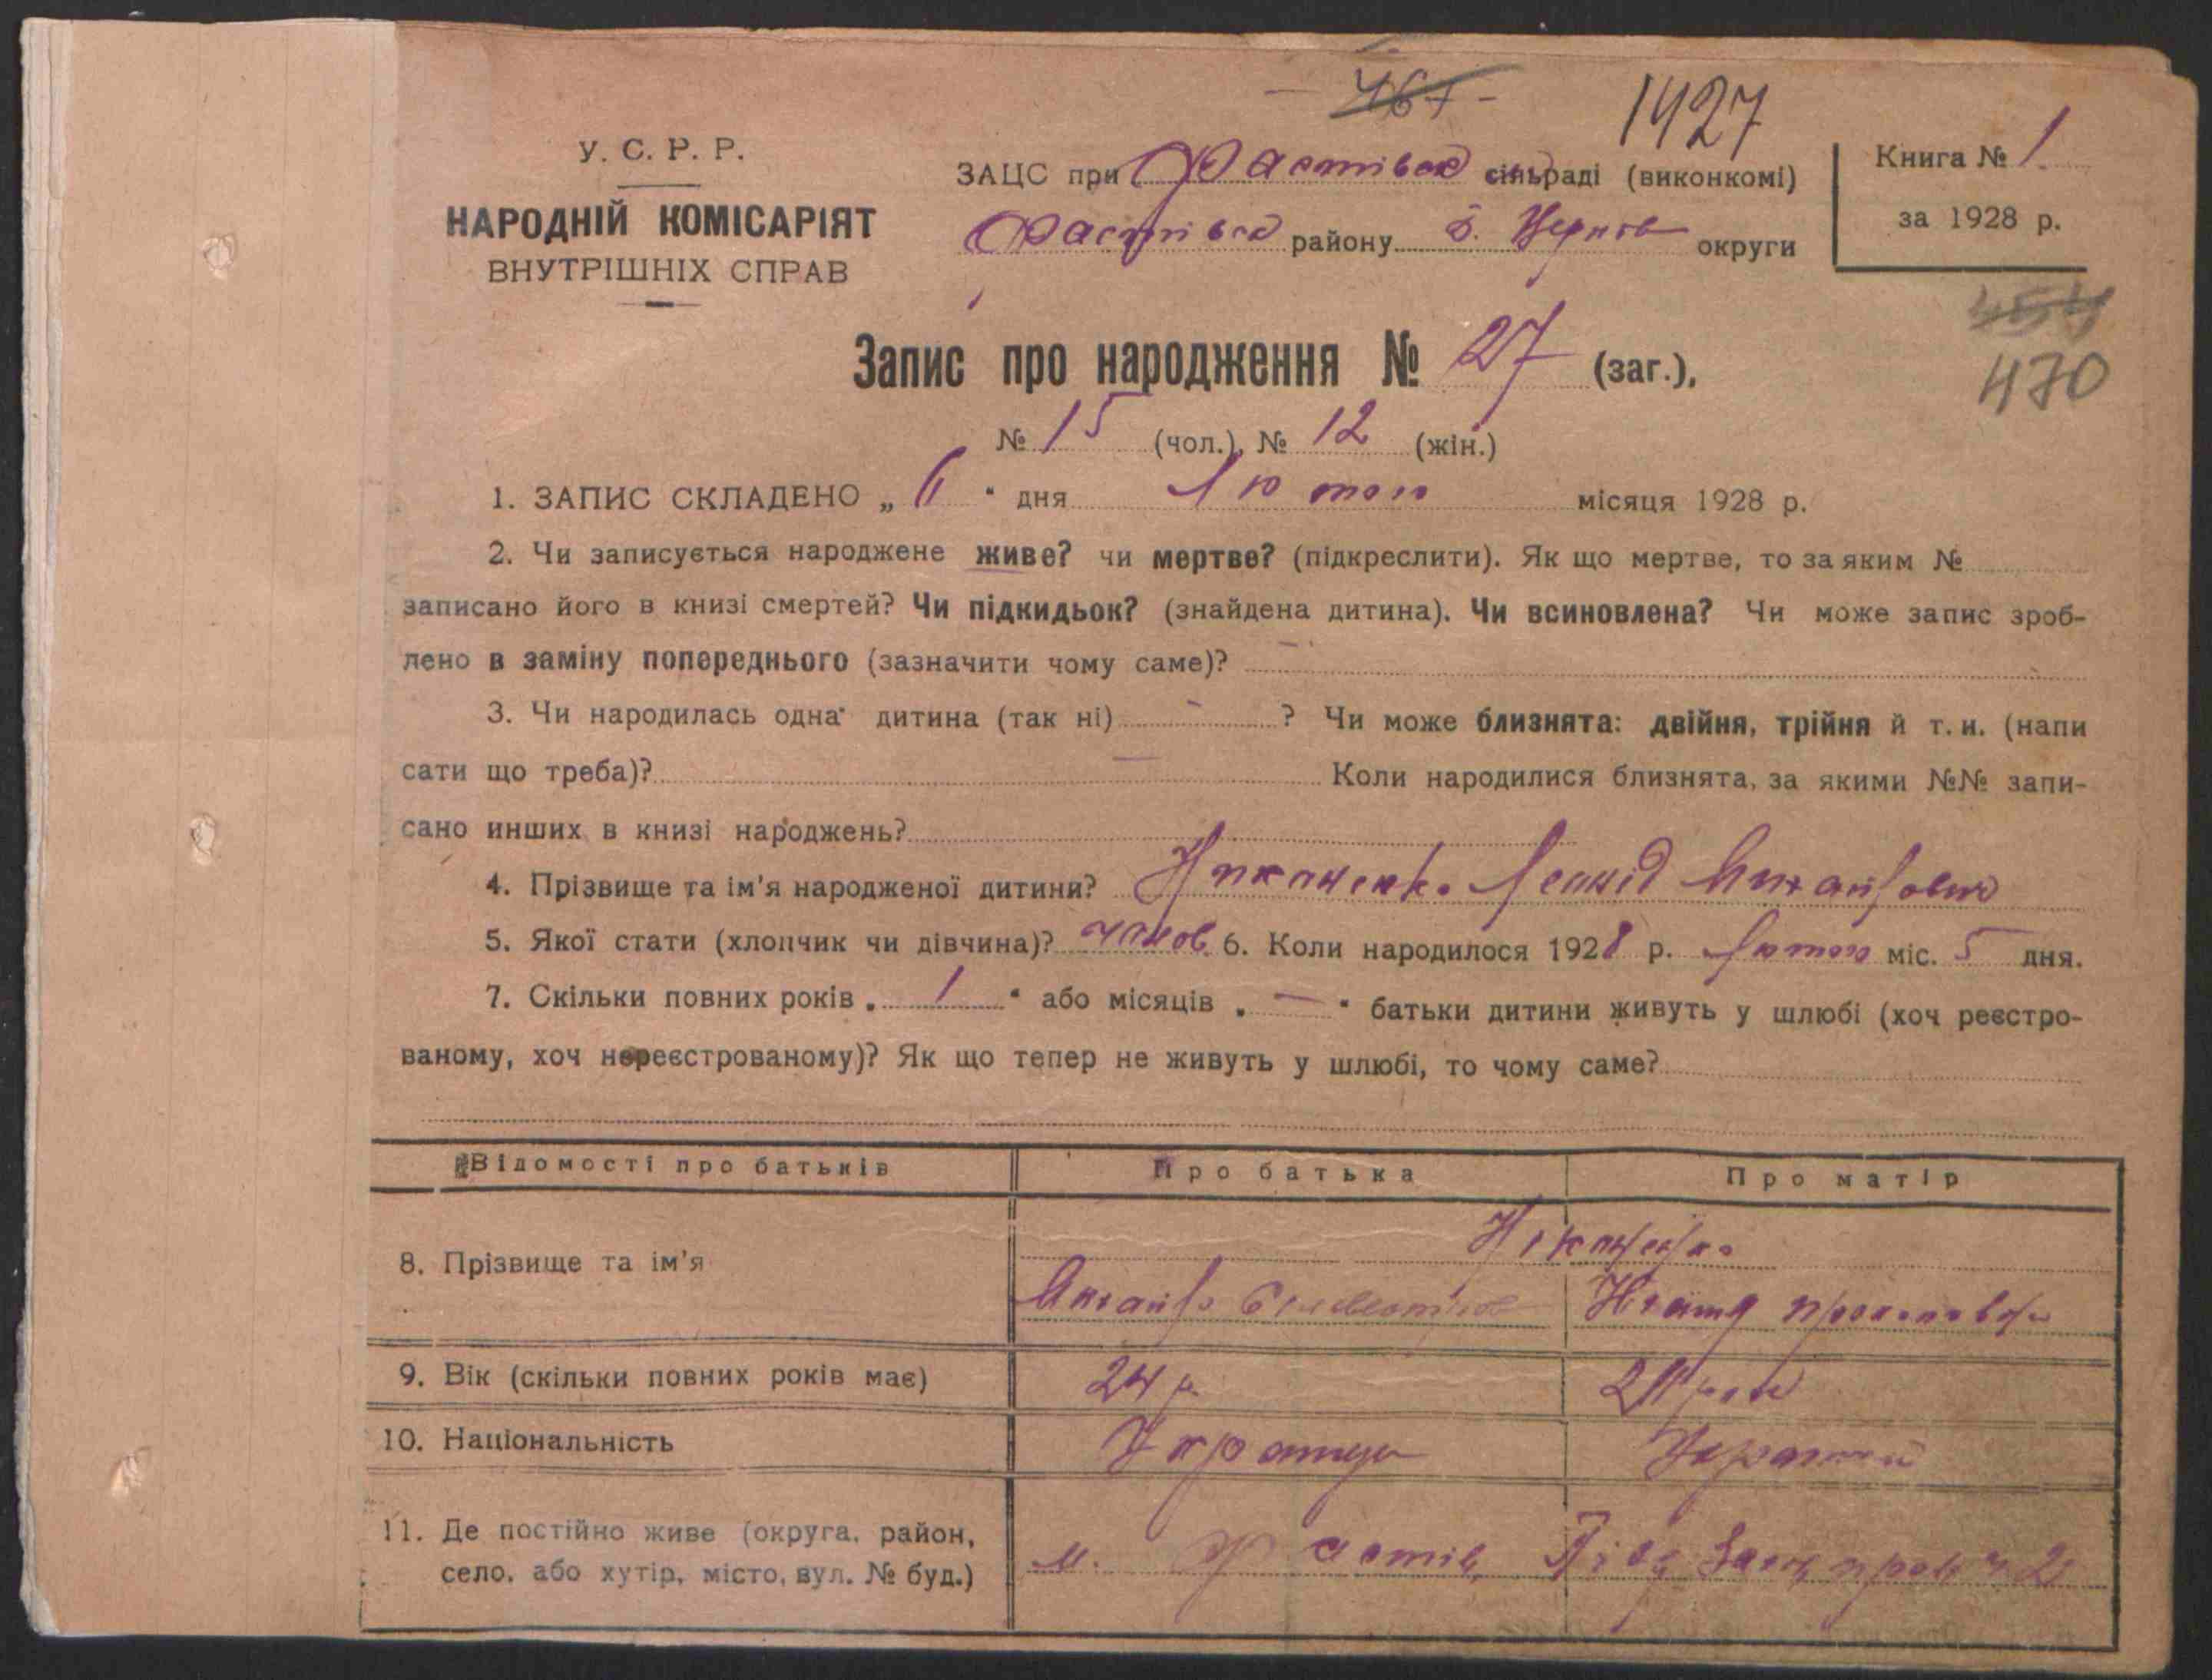 467
1427
У. С. Р. Р.
НАРОДНІЙ КОМІСАРІЯТ
ВНУТРІШНІХ СПРАВ
ЗАЦС при Фастівск сільраді (виконкомі)
Фастівск району Б. Церков округи
Книга № 1
за 1928 р.
454
470
Запис про народження № 27 (заг.),
№ 15 (чол.), № 12 (жін.)
1. ЗАПИС СКЛАДЕНО „ 6 “ дня Лютого місяця 1928 р.
2. Чи записується народжене живе? чи мертве? (підкреслити). Як що мертве, то за яким №
записано його в книзі смертей? Чи підкидьок? (знайдена дитина). Чи всиновлена? Чи може запис зроб-
лено в заміну попереднього (зазначити чому саме)? —
3. Чи народилась одна дитина (так ні) - ? Чи може близнята: двійня, трійня й т. и. (напи
сати що треба)? — Коли народилися близнята, за якими №№ запи-
сано инших в книзі народжень?
4. Прізвище та ім'я народженої дитини? Ніконенко Леонід Михайлович
5. Якої стати (хлопчик чи дівчина)? чолов. 6. Коли народилося 1928 р. Лютого міс. 5 дня.
7. Скільки повних років „ 1 “ або місяців „ — “ батьки дитини живуть у шлюбі (хоч реєстро-
ваному, хоч нереєстрованому)? Як що тепер не живуть у шлюбі, то чому саме?
Відомості про батьків Про батька Про матір
8. Прізвище та ім'я
Ніконенко
Михайло
9. Вік (скільки повних років має) 24 р.
10. Національність Українець
11. Де постійно живе (округа, район,
село, або хутір, місто, вул. № буд.)
м. Фастів